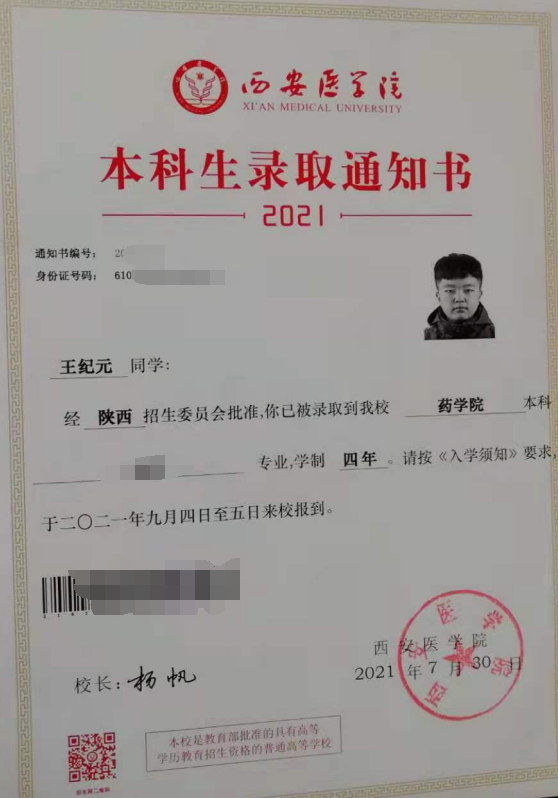 西安医学院
XI'AN MEDICAL UNIVERSITY
本科生录取通知书
2021
通知书编号: 20
身份证号码: 610
王纪元 同学:
经 陕西 招生委员会批准,你已被录取到我校 药学院 本科
专业,学制 四年 。请按《入学须知》要求,
于二〇二一年九月四日至五日来校报到。
西安医学院
西安医学院
2021 年 7 月 30 日
校长: 杨帆
本校是教育部批准的具有高等
学历教育招生资格的普通高等学校